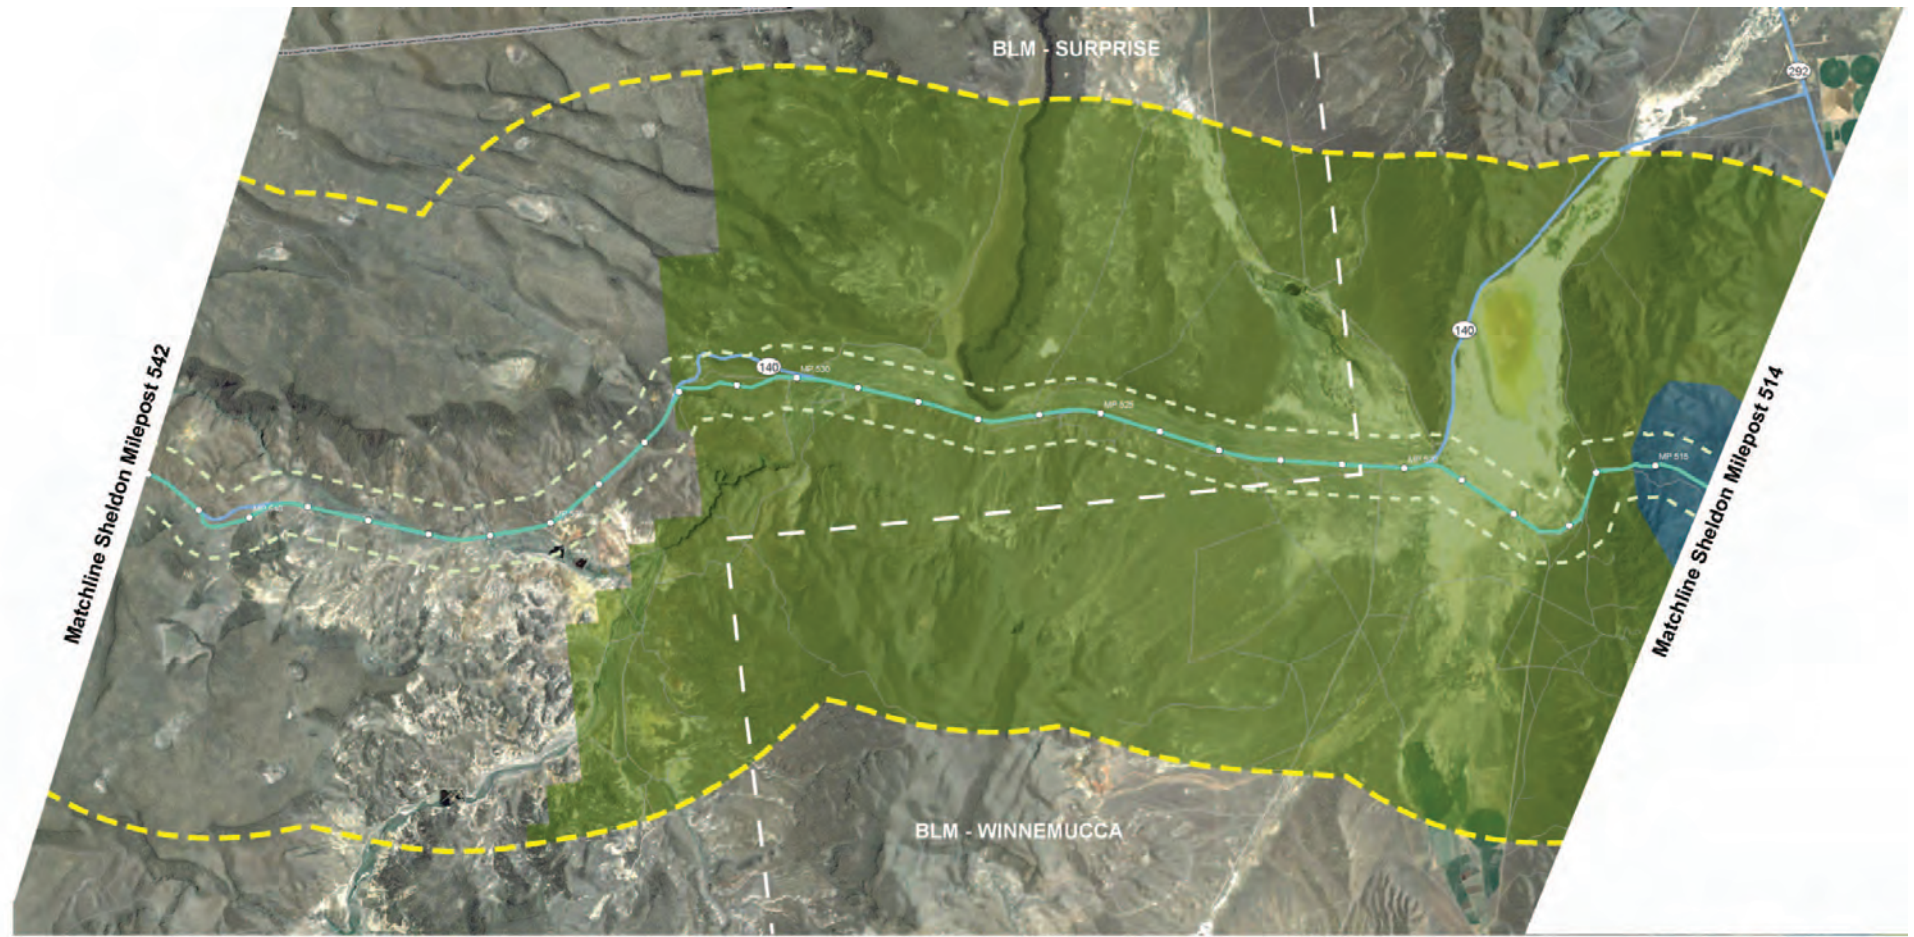 BLM - SURPRISE
292
140
140
MP 530
MP 525
MP 515
Matchline Sheldon Milepost 542
Matchline Sheldon Milepost 514
BLM - WINNEMUCCA